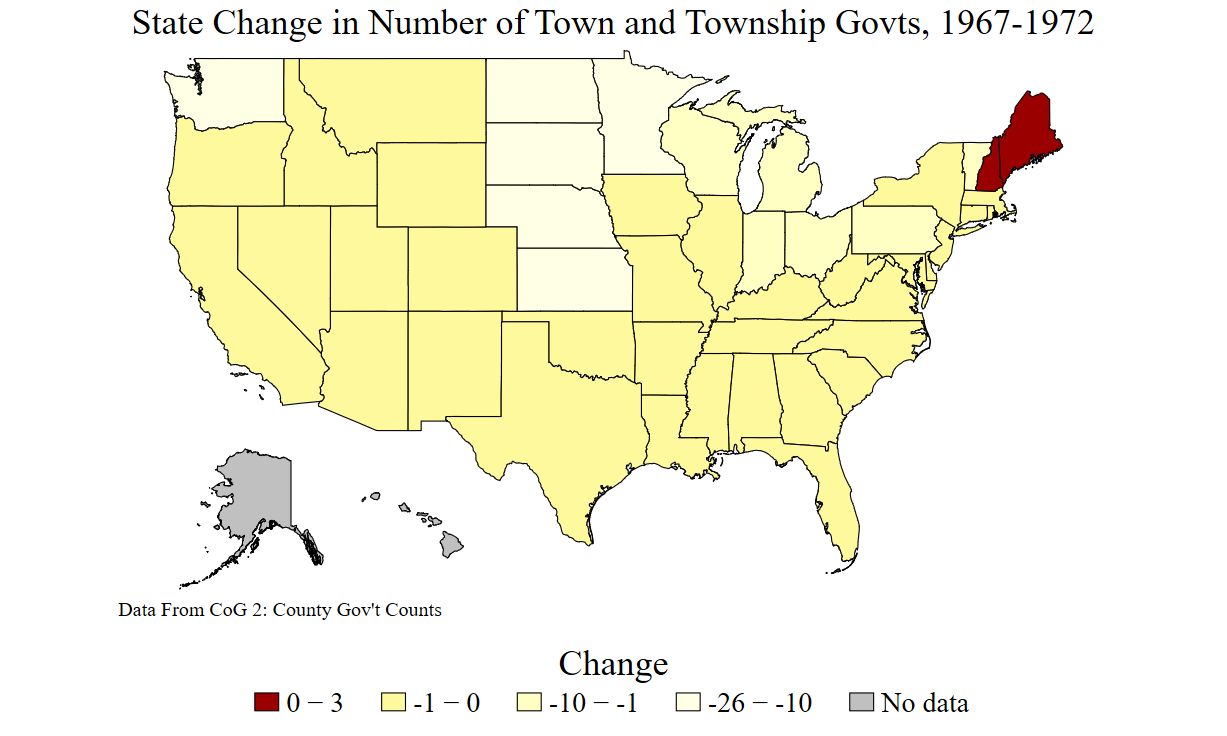 State Change in Number of Town and Township Govts, 1967-1972
Data From CoG 2: County Gov't Counts
Change
0 − 3 -1 − 0 -10 − -1 -26 − -10 No data